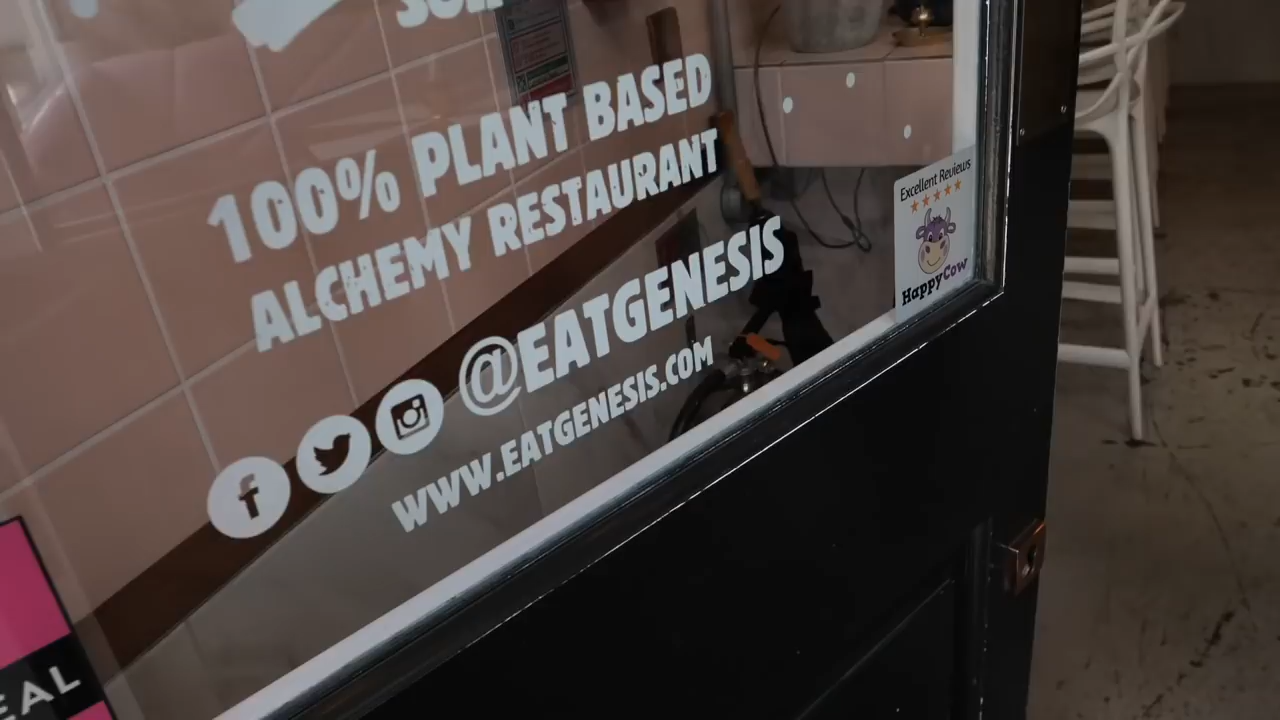 100% PLANT BASED
ALCHEMY RESTAURANT
@EATGENESIS
WWW.EATGENESIS.COM
Excellent Reviews
HappyCow
EAL